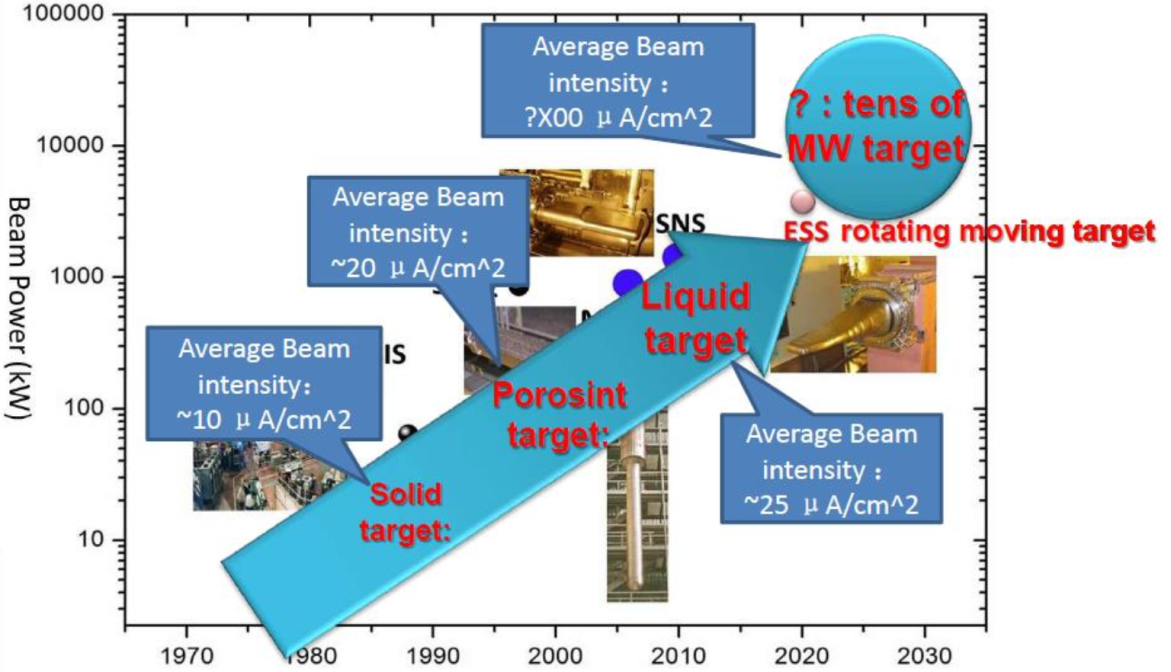 100000
10000
1000
100
10
Beam Power (kW)
1970
1980
1990
2000
2010
2020
2030
Average Beam
intensity：
?X00 μA/cm^2
? : tens of
MW target
Average Beam
intensity：
~20 μA/cm^2
SNS
ESS rotating moving target
Liquid
target
Average Beam
intensity：
~10 μA/cm^2
IS
Porosint
target:
Average Beam
intensity：
~25 μA/cm^2
Solid
target: